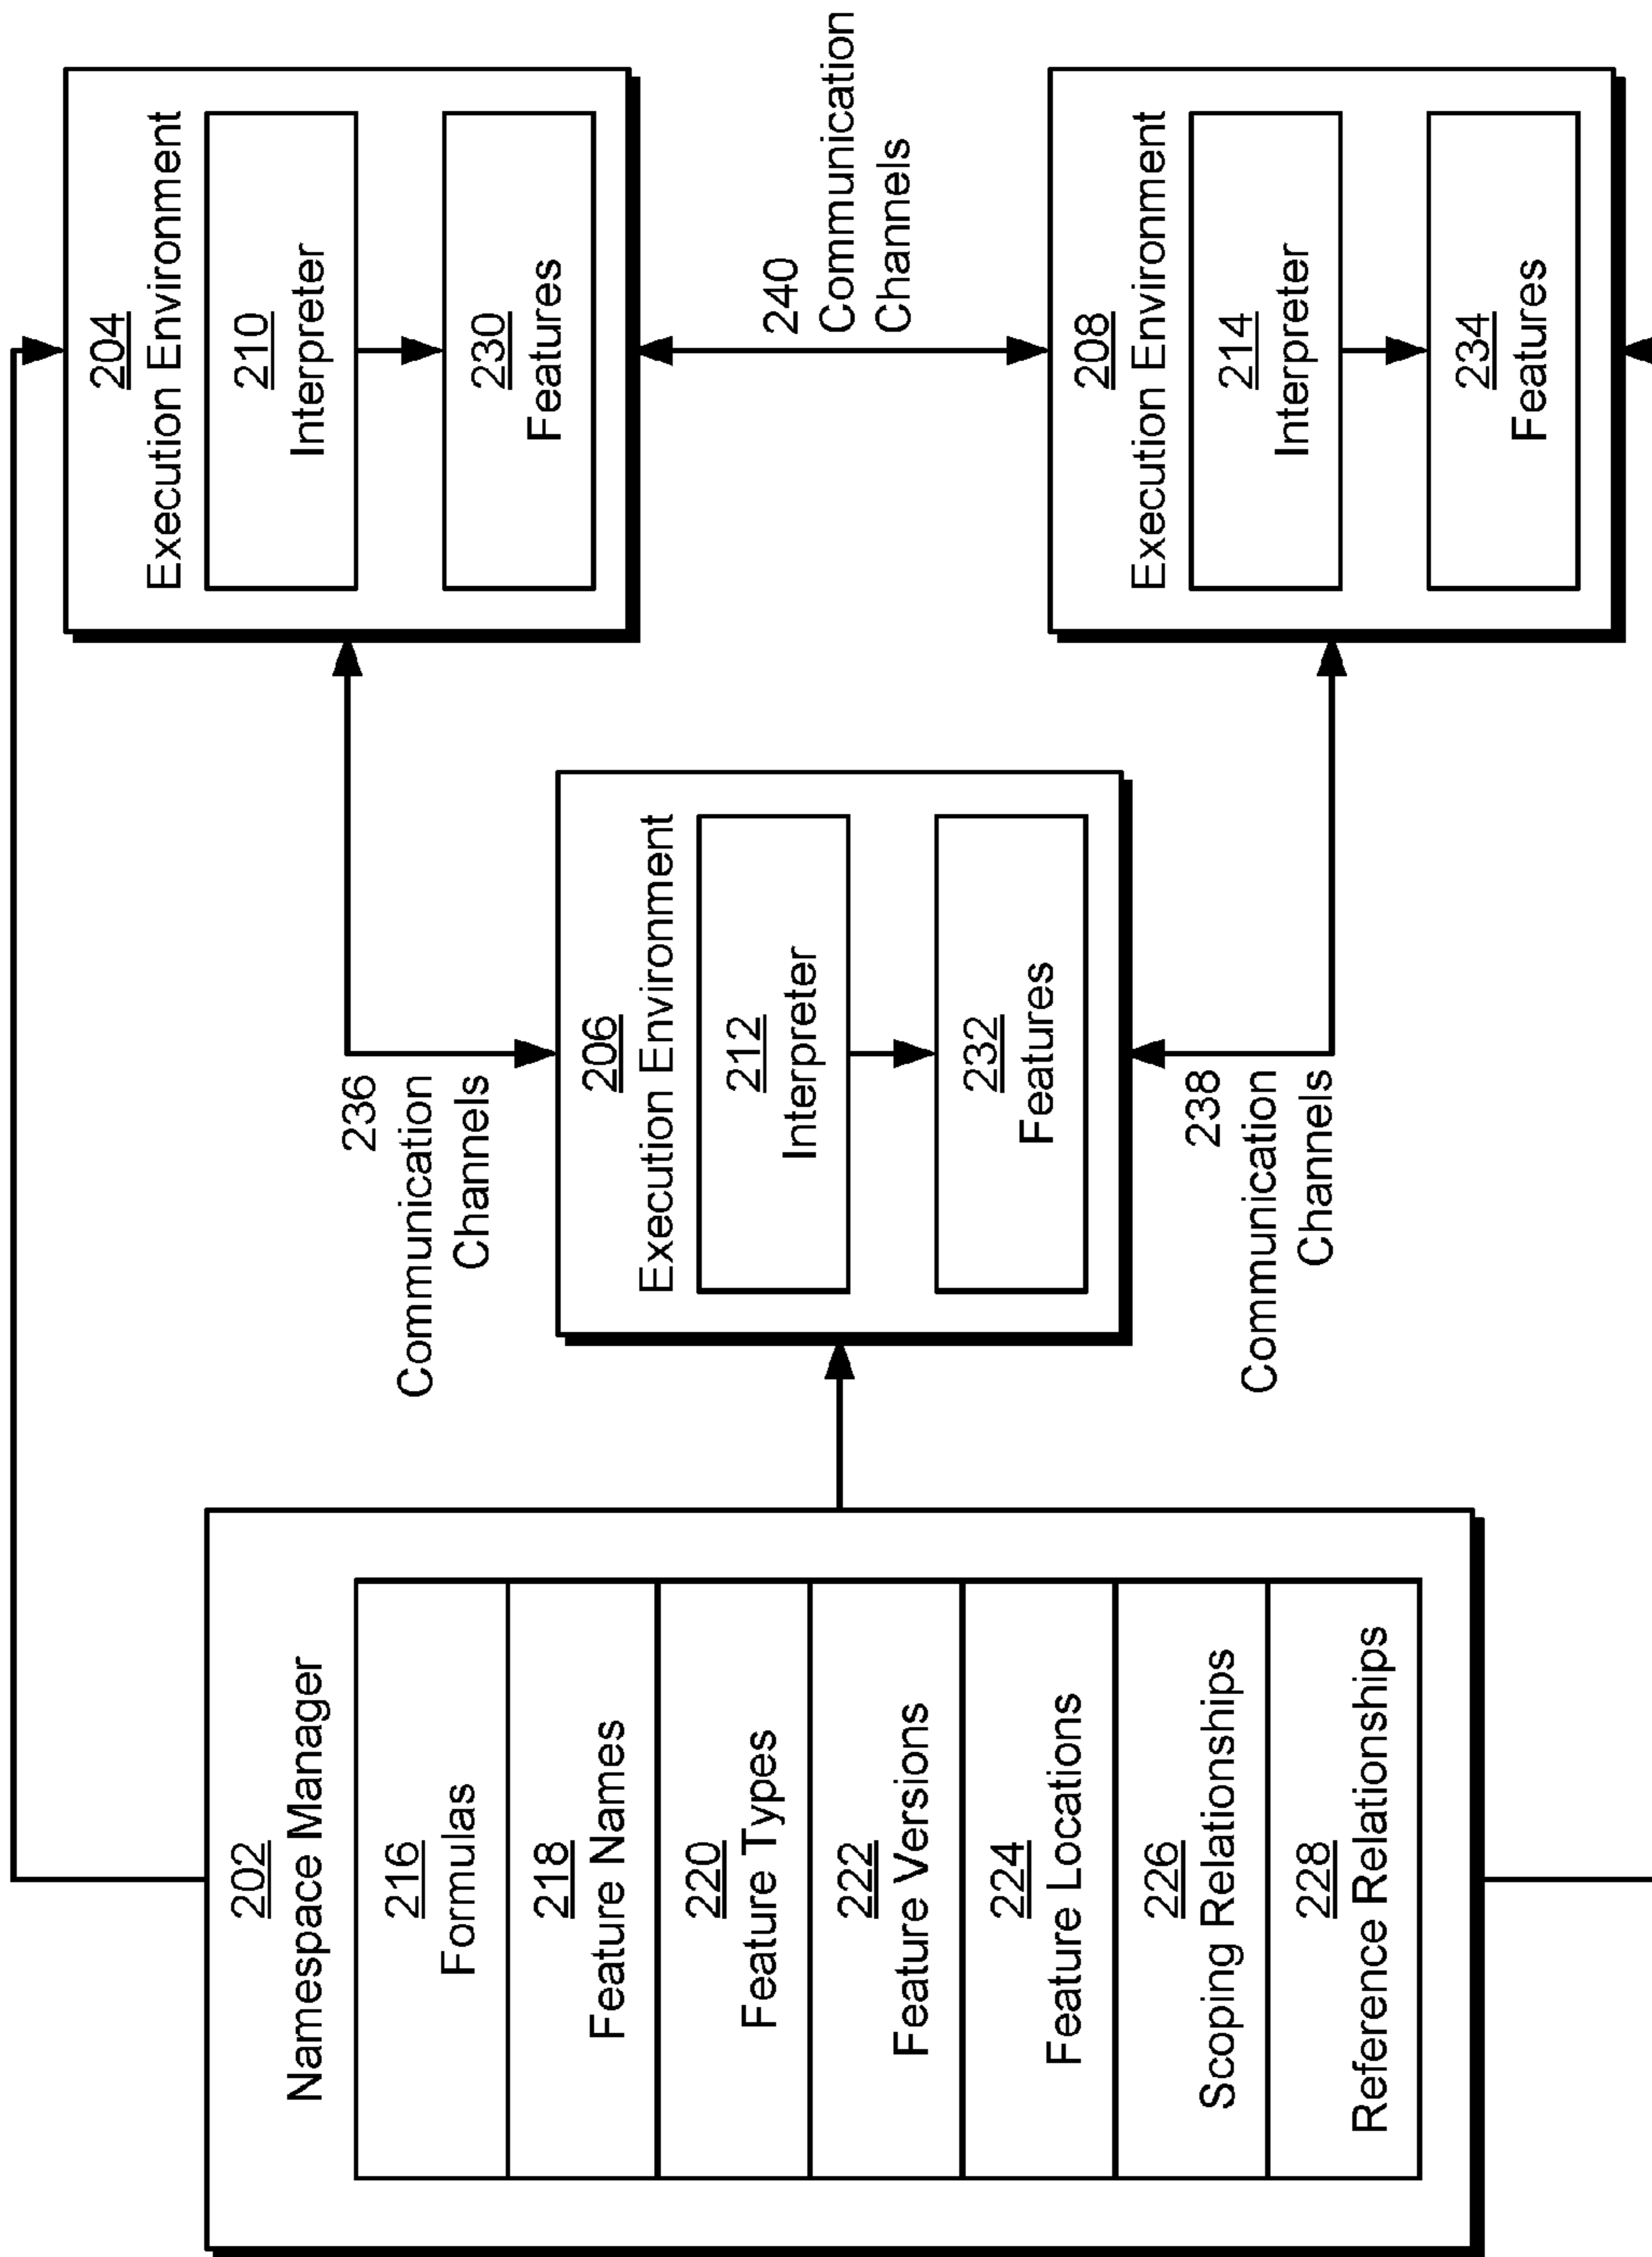 202
Namespace Manager
216
Formulas
218
Feature Names
220
Feature Types
222
Feature Versions
224
Feature Locations
226
Scoping Relationships
228
Reference Relationships
236
Communication
Channels
206
Execution Environment
212
Interpreter
232
Features
238
Communication
Channels
204
Execution Environment
210
Interpreter
230
Features
240
Communication
Channels
208
Execution Environment
214
Interpreter
234
Features